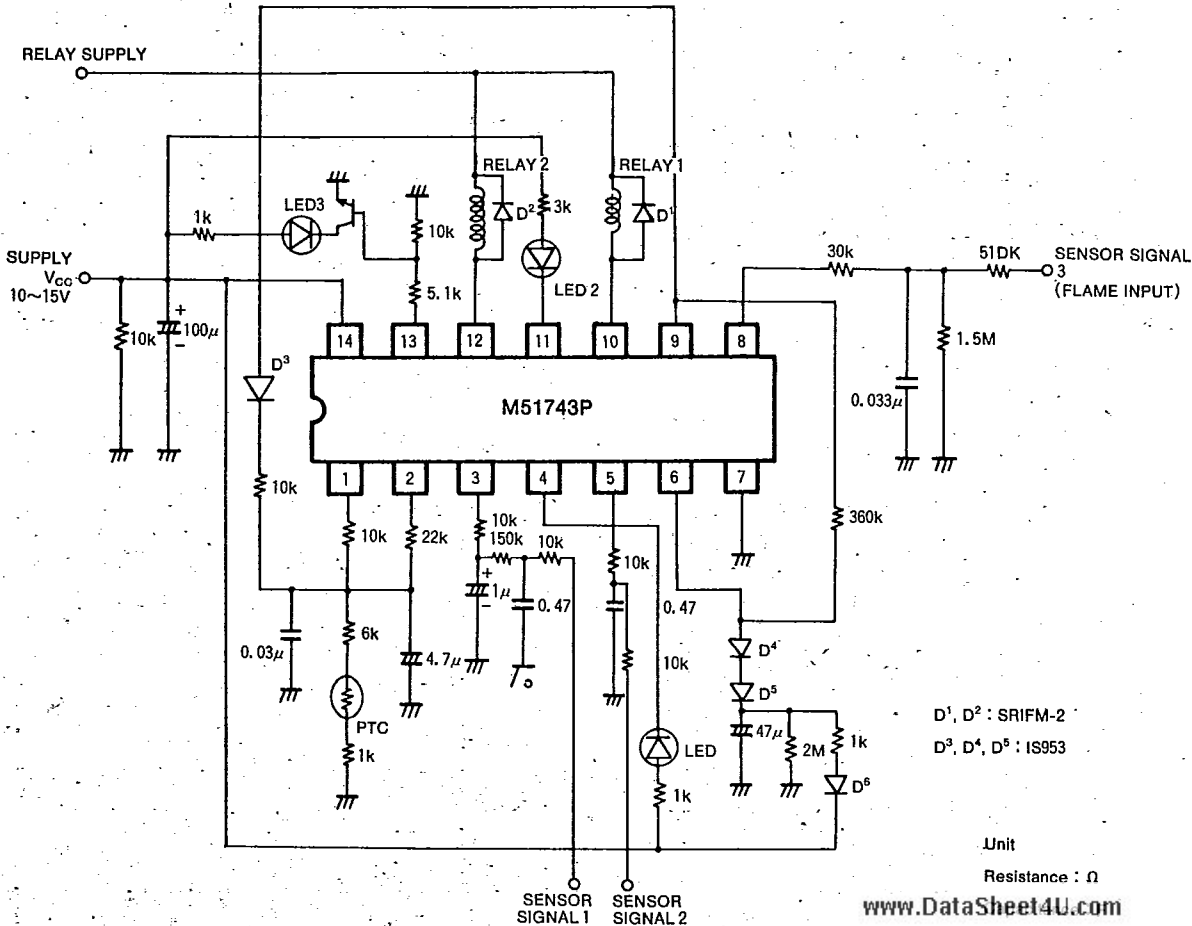 RELAY SUPPLY
RELAY 2
RELAY 1
LED3
D²
3k
D¹
1k
10k
SUPPLY
Vcc
10~15V
5.1k
LED 2
30k
51DK
SENSOR SIGNAL
3
(FLAME INPUT)
10k
+
100μ
-
14
13
12
11
10
9
8
1.5M
D³
0.033μ
M51743P
10k
1
2
3
4
5
6
7
10k
22k
10k
150k
10k
10k
360k
+
1μ
-
0.47
0.47
0.03μ
6k
4.7μ
10k
D⁴
D⁵
PTC
1k
LED
1k
47μ
2M
1k
D⁶
D¹, D² : SRIFM-2
D³, D⁴, D⁵ : IS953
Unit
Resistance : Ω
SENSOR
SIGNAL 1
SENSOR
SIGNAL 2
www.DataSheet4U.com